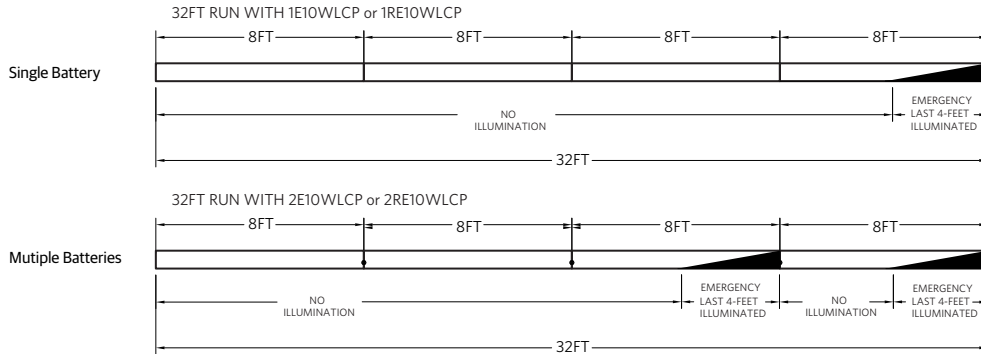 32FT RUN WITH 1E10WLCP or 1RE10WLCP
8FT 8FT 8FT 8FT
Single Battery
NO
ILLUMINATION
EMERGENCY
LAST 4-FEET
ILLUMINATED
32FT
32FT RUN WITH 2E10WLCP or 2RE10WLCP
8FT 8FT 8FT 8FT
Mutiple Batteries
NO
ILLUMINATION
EMERGENCY
LAST 4-FEET
ILLUMINATED
NO
ILLUMINATION
EMERGENCY
LAST 4-FEET
ILLUMINATED
32FT